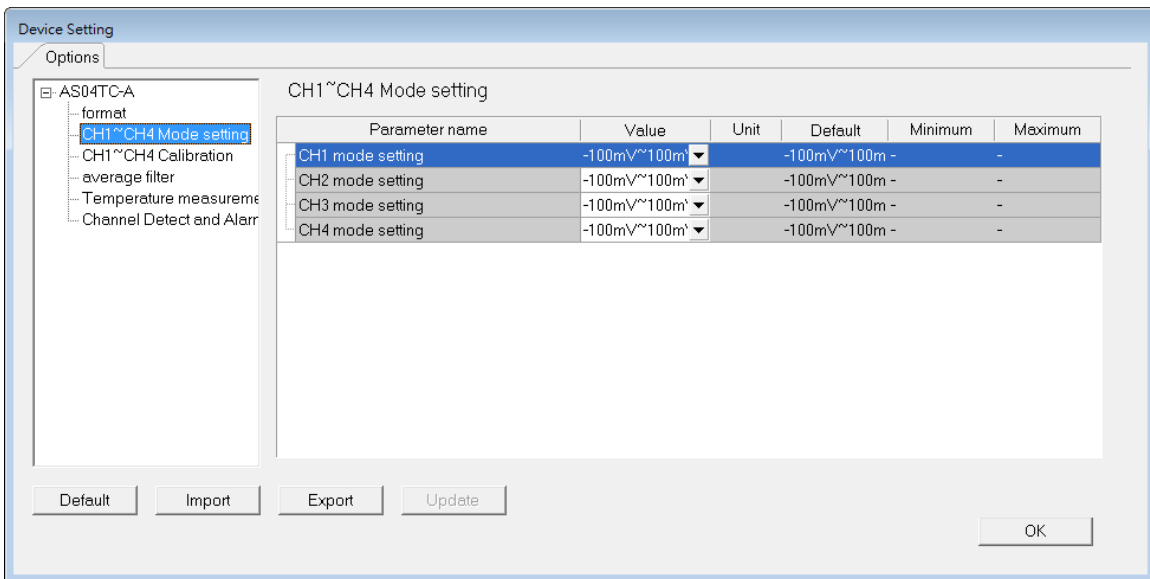 Device Setting
Options
AS04TC-A
format
CH1~CH4 Mode setting
CH1~CH4 Calibration
average filter
Temperature measureme
Channel Detect and Alarr
CH1~CH4 Mode setting
Parameter name Value Unit Default Minimum Maximum
CH1 mode setting -100mV~100m' -100mV~100m - -
CH2 mode setting -100mV~100m' -100mV~100m - -
CH3 mode setting -100mV~100m' -100mV~100m - -
CH4 mode setting -100mV~100m' -100mV~100m - -
Default Import Export Update
OK